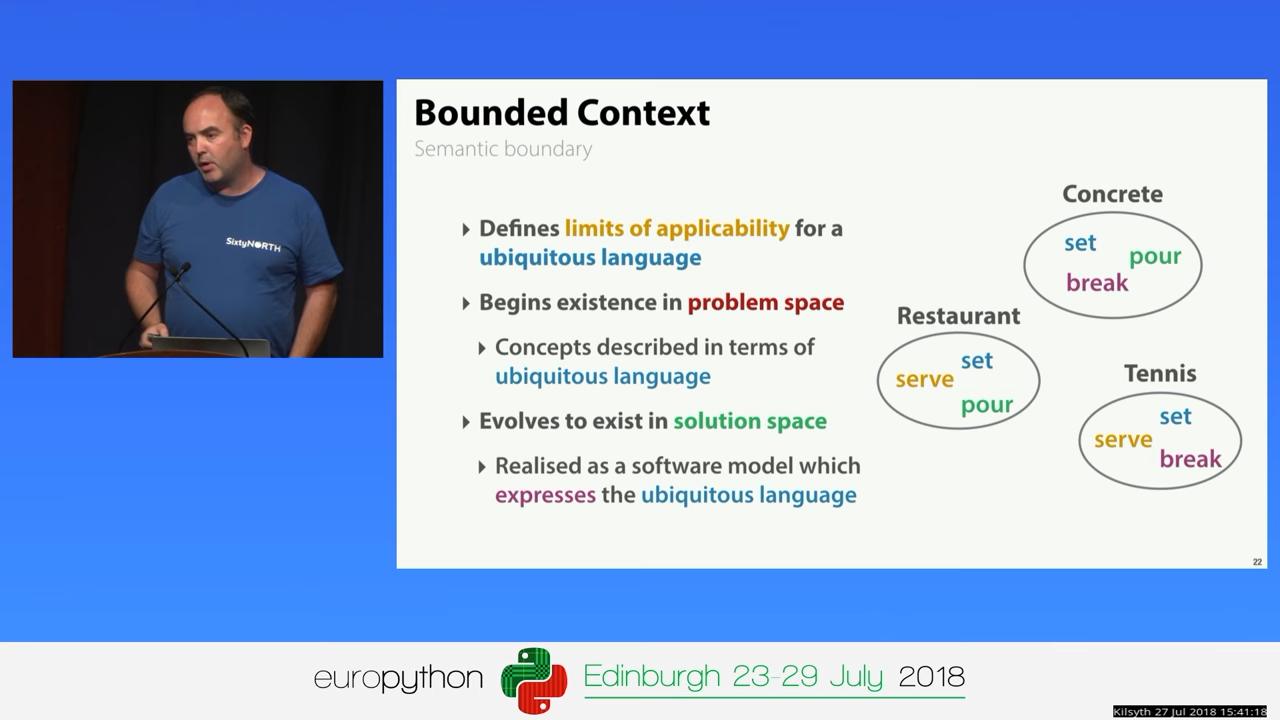 SixtyNORTH
Bounded Context
Semantic boundary
Defines limits of applicability for a
ubiquitous language
Begins existence in problem space
Concepts described in terms of
ubiquitous language
Evolves to exist in solution space
Realised as a software model which
expresses the ubiquitous language
Concrete
set
pour
break
Restaurant
set
serve
pour
Tennis
set
serve
break
22
europython
Edinburgh 23-29 July 2018
Kilsyth 27 Jul 2018 15:41:18